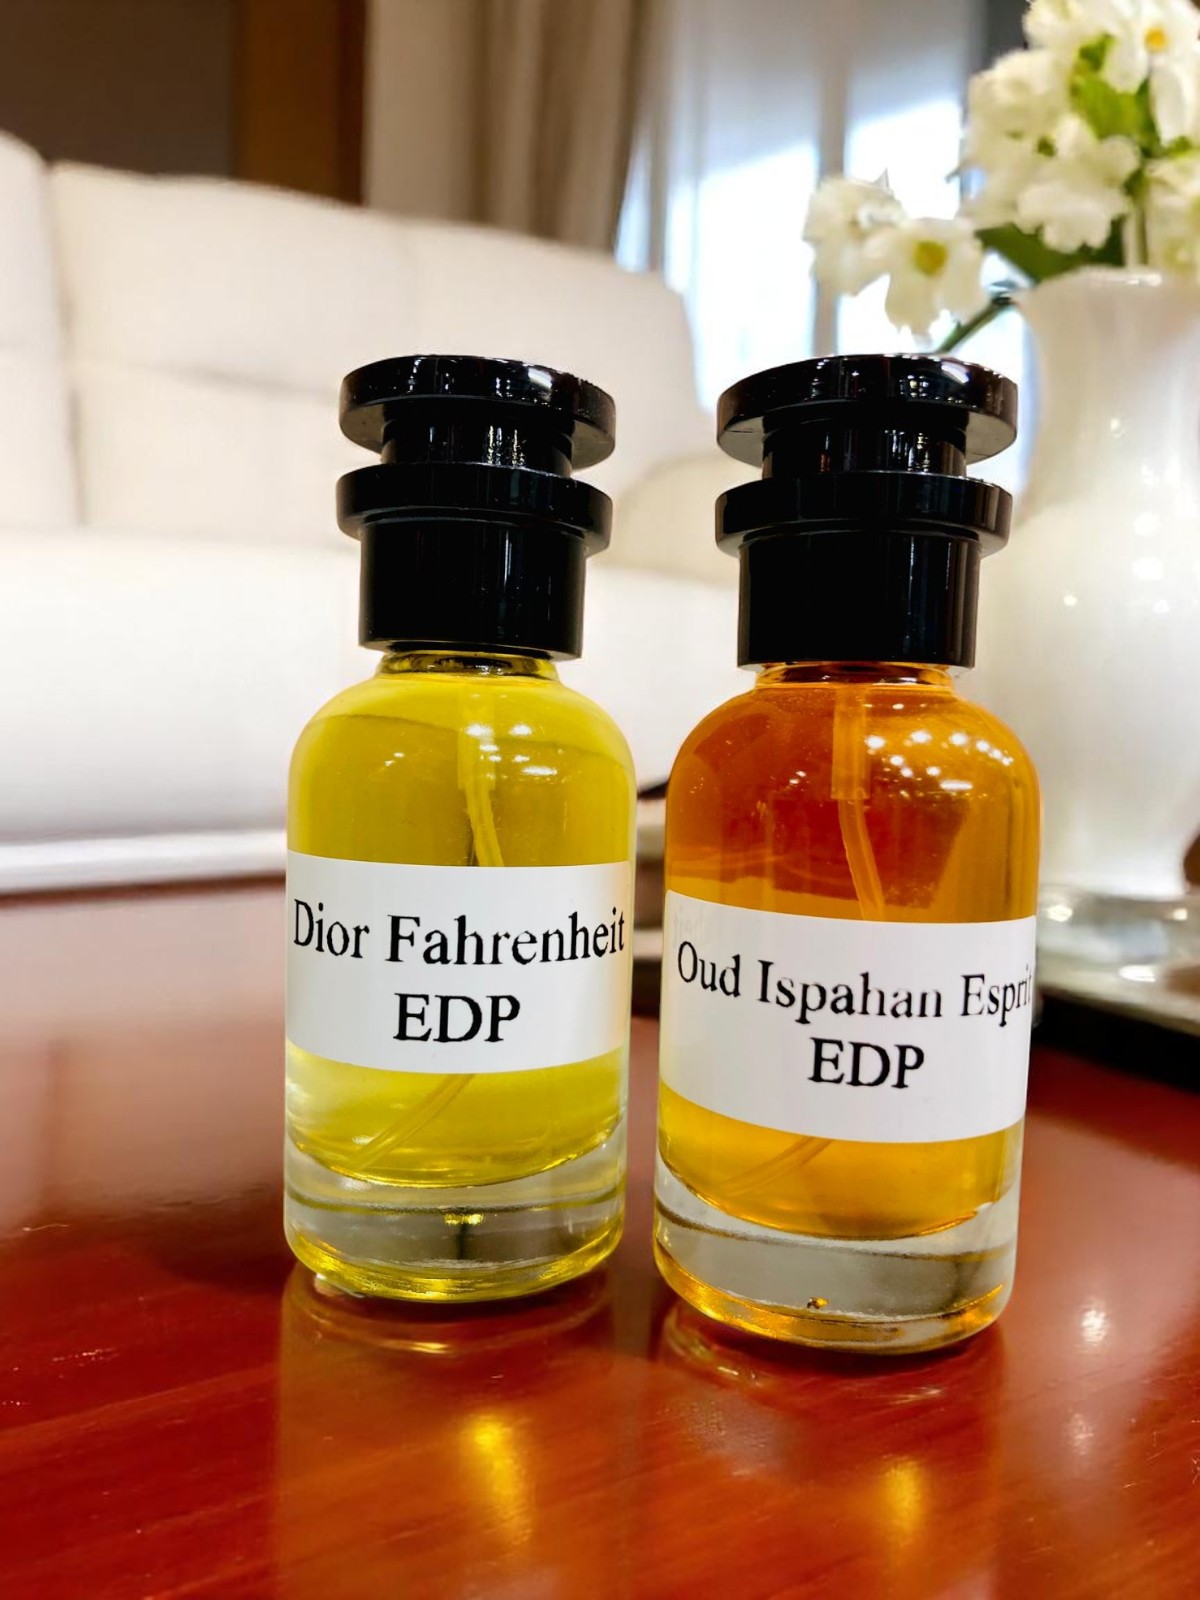 Dior Fahrenheit
EDP
Oud Ispahan Esprit
EDP